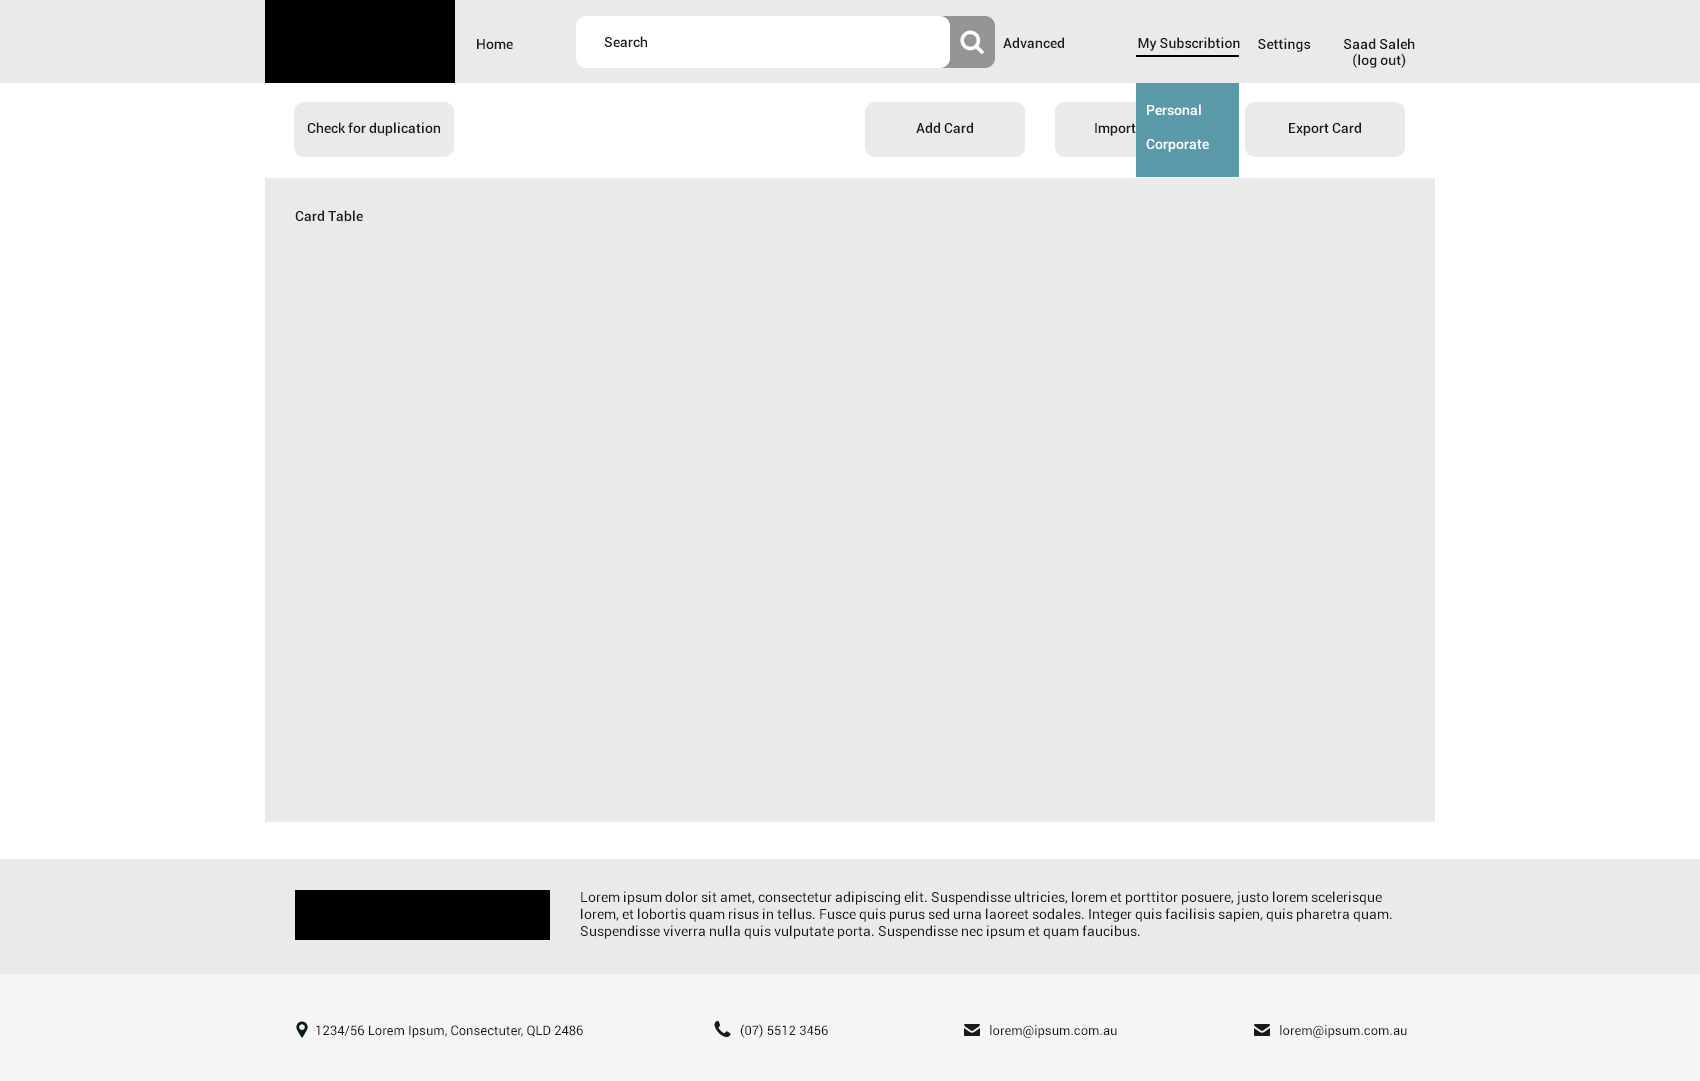 Home
Search
Advanced
My Subscribtion
Settings
Saad Saleh
(log out)
Personal
Corporate
Check for duplication
Add Card
Import
Export Card
Card Table
Lorem ipsum dolor sit amet, consectetur adipiscing elit. Suspendisse ultricies, lorem et porttitor posuere, justo lorem scelerisque
lorem, et lobortis quam risus in tellus. Fusce quis purus sed urna laoreet sodales. Integer quis facilisis sapien, quis pharetra quam.
Suspendisse viverra nulla quis vulputate porta. Suspendisse nec ipsum et quam faucibus.
1234/56 Lorem Ipsum, Consectuter, QLD 2486
(07) 5512 3456
lorem@ipsum.com.au
lorem@ipsum.com.au